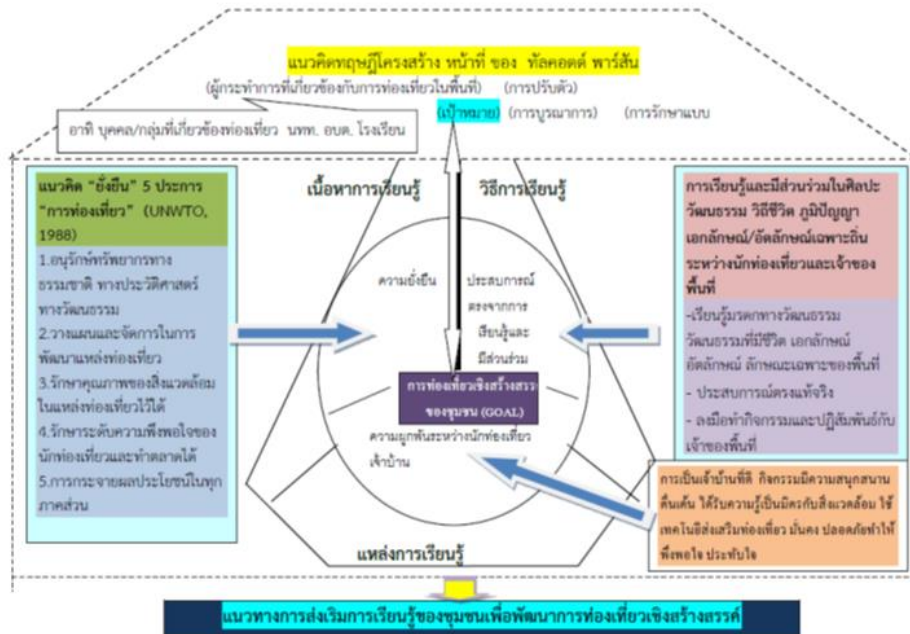 แนวคิดทฤษฎีโครงสร้าง หน้าที่ ของ ทัลคอตต์ พาร์สัน
(ผู้กระทำการที่เกี่ยวข้องกับการท่องเที่ยวในพื้นที่) (การปรับตัว)
(เป้าหมาย) (การบูรณาการ) (การรักษาแบบ
อาทิ บุคคล/กลุ่มที่เกี่ยวข้องท่องเที่ยว นทท. อบต. โรงเรียน
แนวคิด "ยั่งยืน" 5 ประการ
"การท่องเที่ยว" (UNWTO,
1988)
1.อนุรักษ์ทรัพยากรทาง
ธรรมชาติ ทางประวัติศาสตร์
ทางวัฒนธรรม
2.วางแผนและจัดการในการ
พัฒนาแหล่งท่องเที่ยว
3.รักษาคุณภาพของสิ่งแวดล้อม
ในแหล่งท่องเที่ยวไว้ได้
4.รักษาระดับความพึงพอใจของ
นักท่องเที่ยวและทำตลาดได้
5.การกระจายผลประโยชน์ในทุก
ภาคส่วน
เนื้อหาการเรียนรู้
วิธีการเรียนรู้
ความยั่งยืน
ประสบการณ์
ตรงจากการ
เรียนรู้และ
มีส่วนร่วม
การท่องเที่ยวเชิงสร้างสรร
ของชุมชน (GOAL)
ความผูกพันระหว่างนักท่องเที่ยว
เจ้าบ้าน
แหล่งการเรียนรู้
การเรียนรู้และมีส่วนร่วมในศิลปะ
วัฒนธรรม วิถีชีวิต ภูมิปัญญา
เอกลักษณ์/อัตลักษณ์เฉพาะถิ่น
ระหว่างนักท่องเที่ยวและเจ้าของ
พื้นที่
-เรียนรู้มรดกทางวัฒนธรรม
วัฒนธรรมที่มีชีวิต เอกลักษณ์
อัตลักษณ์ ลักษณะเฉพาะของพื้นที่
- ประสบการณ์ตรงแท้จริง
- ลงมือทำกิจกรรมและปฏิสัมพันธ์กับ
เจ้าของพื้นที่
การเป็นเจ้าบ้านที่ดี กิจกรรมมีความสนุกสนาน
ตื่นเต้น ได้รับความรู้เป็นมิตรกับสิ่งแวดล้อม ใช้
เทคโนโลยีส่งเสริมท่องเที่ยว มั่นคง ปลอดภัยทำให้
พึงพอใจ ประทับใจ
แนวทางการส่งเริมการเรียนรู้ของชุมชนเพื่อพัฒนาการท่องเที่ยวเชิงสร้างสรรค์